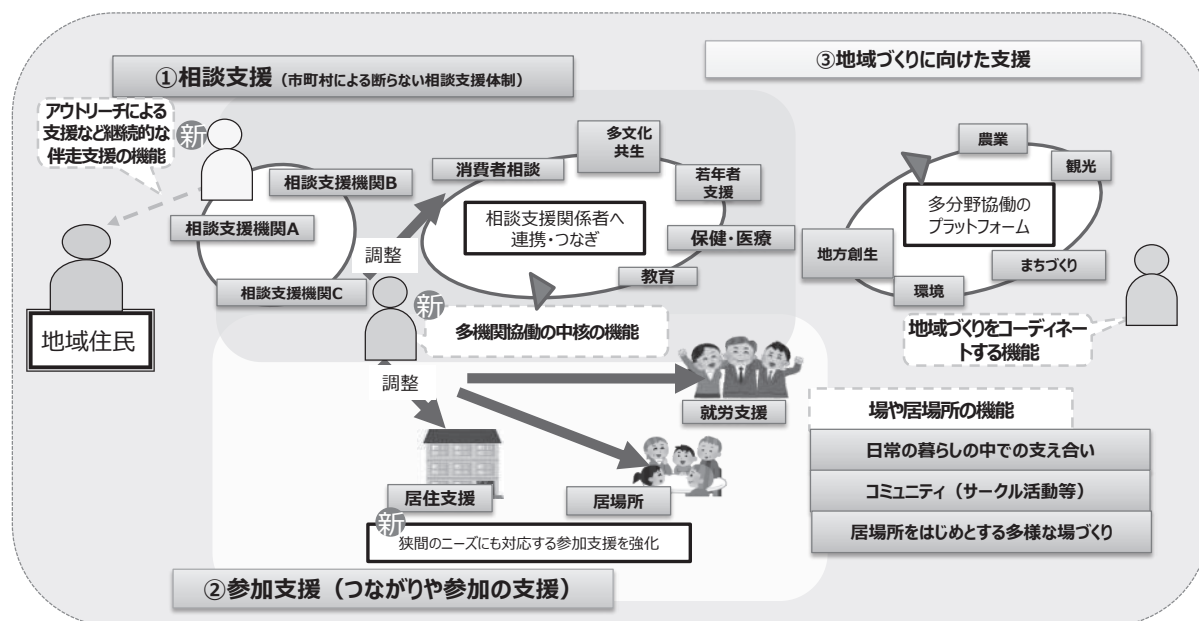 ①相談支援（市町村による断らない相談支援体制）
③地域づくりに向けた支援
アウトリーチによる
支援など継続的な
伴走支援の機能
新
相談支援機関B
相談支援機関A
相談支援機関C
地域住民
調整
消費者相談
多文化
共生
若年者
支援
保健・医療
教育
相談支援関係者へ
連携・つなぎ
新
多機関協働の中核の機能
農業
観光
まちづくり
環境
地方創生
多分野協働の
プラットフォーム
地域づくりをコーディネー
トする機能
調整
就労支援
居住支援
居場所
新
狭間のニーズにも対応する参加支援を強化
②参加支援（つながりや参加の支援）
場や居場所の機能
日常の暮らしの中での支え合い
コミュニティ（サークル活動等）
居場所をはじめとする多様な場づくり